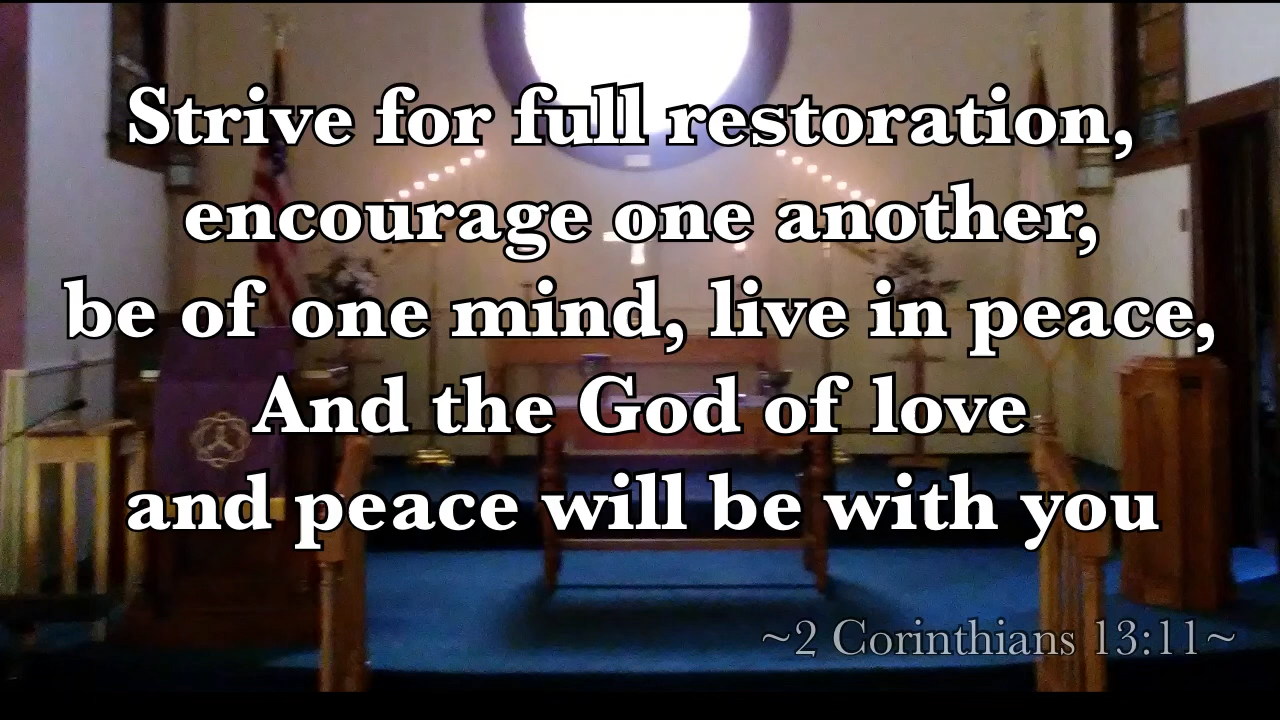 Strive for full restoration,
encourage one another,
be of one mind, live in peace,
And the God of love
and peace will be with you
~2 Corinthians 13:11~